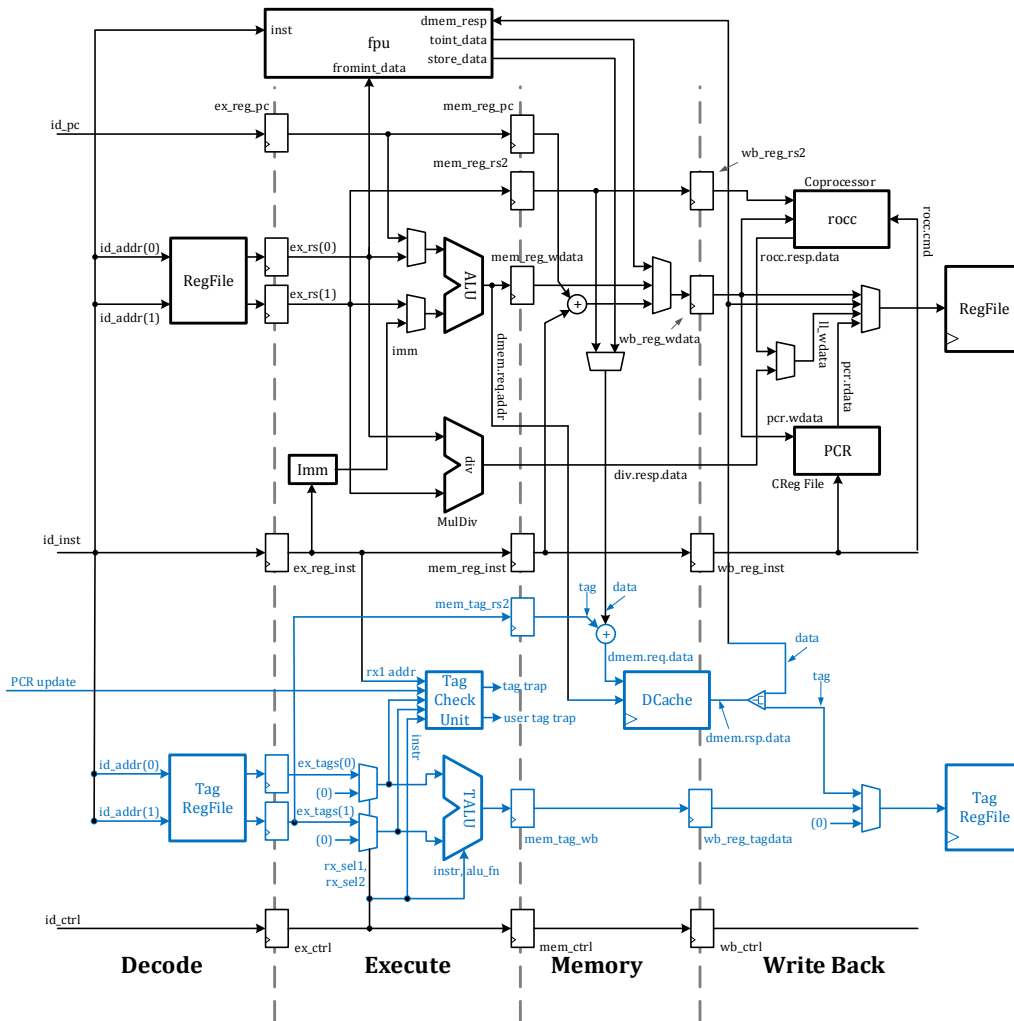 dmem_resp
inst
toint_data
fpu
store_data
fromint_data
ex_reg_pc
mem_reg_pc
id_pc
wb_reg_rs2
mem_reg_rs2
Coprocessor
rocc
rocc.cmd
id_addr(0)
ex_rs(0)
rocc.resp.data
mem_reg_wdata
RegFile
ALU
ex_rs(1)
RegFile
id_addr(1)
imm
wb_reg_wdata
ll_wdata
dmem.req.addr
pcr.rdata
pcr.wdata
PCR
div
Imm
div.resp.data
CReg File
MulDiv
id_inst
ex_reg_inst
mem_reg_inst
wb_reg_inst
mem_tag_rs2
tag
data
data
dmem.req.data
rx1 addr
PCR update
Tag
Check
Unit
tag trap
user tag trap
DCache
tag
-[-
dmem.rsp.data
instr
id_addr(0)
ex_tags(0)
(0)
Tag
RegFile
TALU
Tag
RegFile
id_addr(1)
ex_tags(1)
(0)
(0)
mem_tag_wb
wb_reg_tagdata
rx_sel1,
rx_sel2
instr, alu_fn
id_ctrl
ex_ctrl
mem_ctrl
wb_ctrl
Decode
Execute
Memory
Write Back